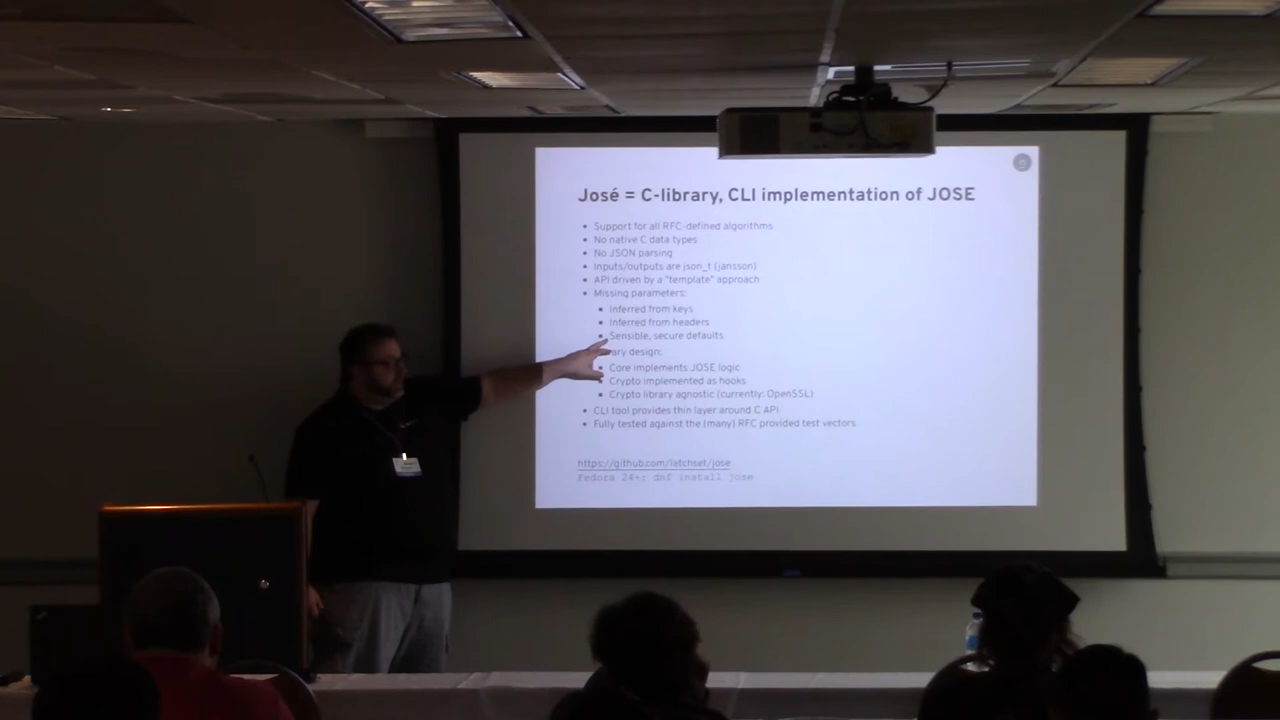 José = C-library, CLI implementation of JOSE
Support for all RFC-defined algorithms
No native C data types
No JSON parsing
Inputs/outputs are json_t (jansson)
API driven by a "template" approach
Missing parameters:
Inferred from keys
Inferred from headers
Sensible, secure defaults
design:
Core implements JOSE logic
Crypto implemented as hooks
Crypto library agnostic (currently: OpenSSL)
CLI tool provides thin layer around C API
Fully tested against the (many) RFC provided test vectors
https://github.com/latchset/jose
Fedora 24+: dnf install jose